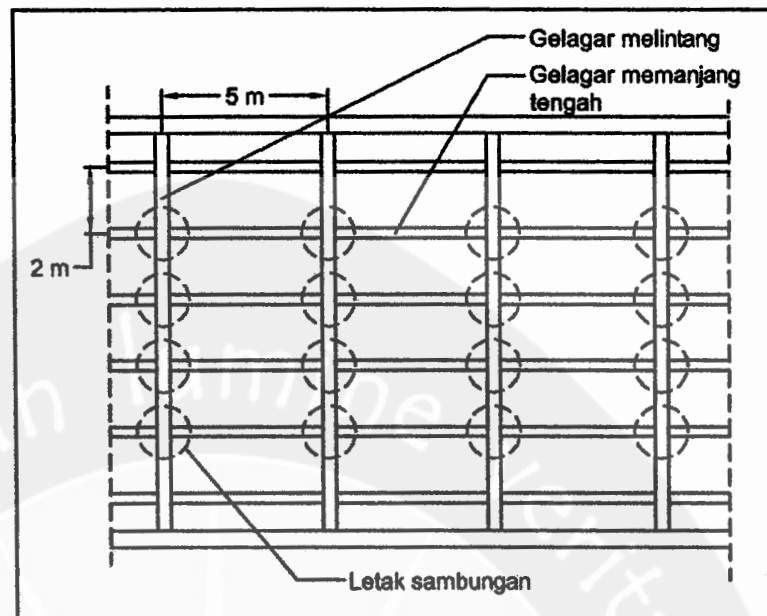 Gelagar melintang
5 m
Gelagar memanjang
tengah
2 m
Letak sambungan